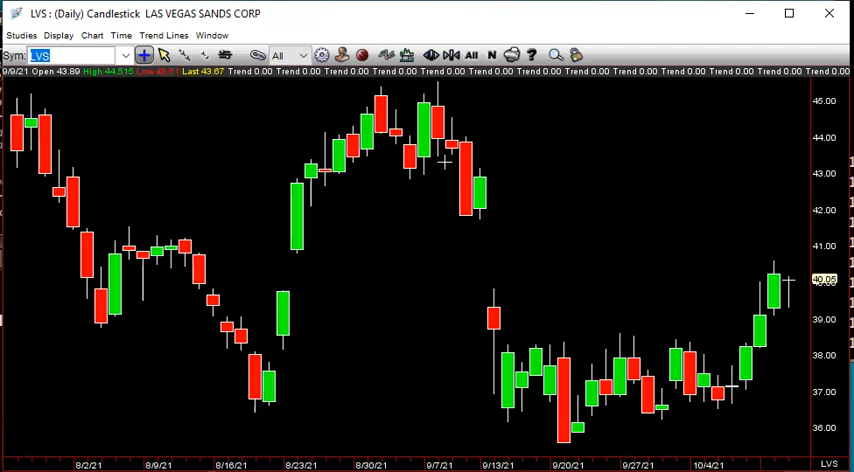 LVS : (Daily) Candlestick LAS VEGAS SANDS CORP
Studies Display Chart Time Trend Lines Window
Sym: LVS All All N ?
9/9/21 Open 43.89 High 44.515 Low 43.51 Last 43.67 Trend 0.00 Trend 0.00 Trend 0.00 Trend 0.00 Trend 0.00 Trend 0.00 Trend 0.00 Trend 0.00 Trend 0.00 Trend 0.00 Trend 0.00 Trend 0.00 Trend 0.00
45.00
44.00
43.00
42.00
41.00
40.05
39.00
38.00
37.00
36.00
8/2/21 8/9/21 8/16/21 8/23/21 8/30/21 9/7/21 9/13/21 9/20/21 9/27/21 10/4/21 LVS